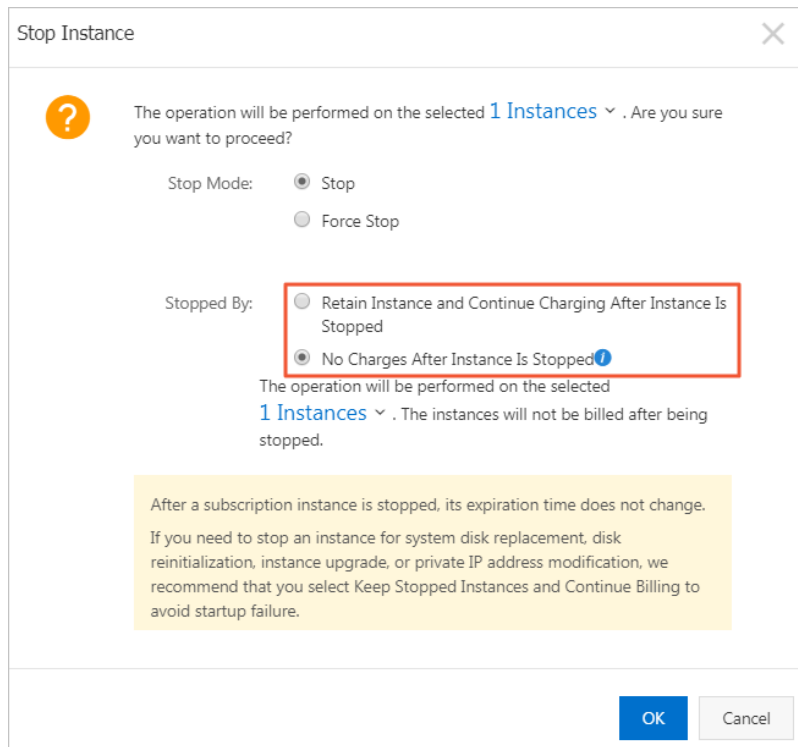 Stop Instance
?
The operation will be performed on the selected 1 Instances . Are you sure
you want to proceed?
Stop Mode: Stop
Force Stop
Stopped By: Retain Instance and Continue Charging After Instance Is
Stopped
No Charges After Instance Is Stopped i
The operation will be performed on the selected
1 Instances . The instances will not be billed after being
stopped.
After a subscription instance is stopped, its expiration time does not change.
If you need to stop an instance for system disk replacement, disk
reinitialization, instance upgrade, or private IP address modification, we
recommend that you select Keep Stopped Instances and Continue Billing to
avoid startup failure.
OK Cancel